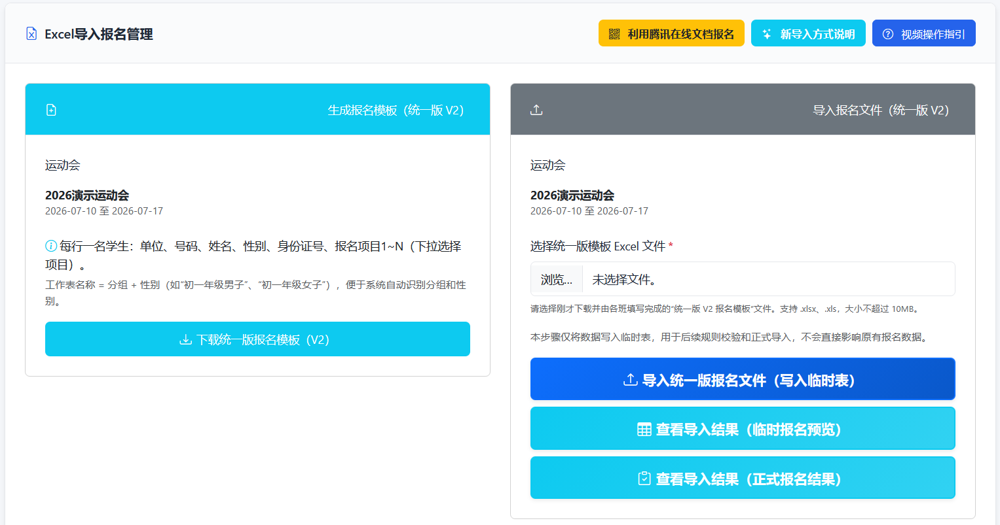 Excel导入报名管理
利用腾讯在线文档报名
新导入方式说明
视频操作指引
生成报名模板（统一版 V2）
运动会
2026演示运动会
2026-07-10 至 2026-07-17
每行一名学生：单位、号码、姓名、性别、身份证号、报名项目1~N（下拉选择
项目）。
工作表名称 = 分组 + 性别（如“初一年级男子”、“初一年级女子”），便于系统自动识别分组和性
别。
下载统一版报名模板（V2）
导入报名文件（统一版 V2）
运动会
2026演示运动会
2026-07-10 至 2026-07-17
选择统一版模板 Excel 文件 *
浏览... 未选择文件。
请选择刚才下载并由各班填写完成的“统一版 V2 报名模板”文件。支持 .xlsx、.xls，大小不超过 10MB。
本步骤仅将数据写入临时表，用于后续规则校验和正式导入，不会直接影响原有报名数据。
导入统一版报名文件（写入临时表）
查看导入结果（临时报名预览）
查看导入结果（正式报名结果）